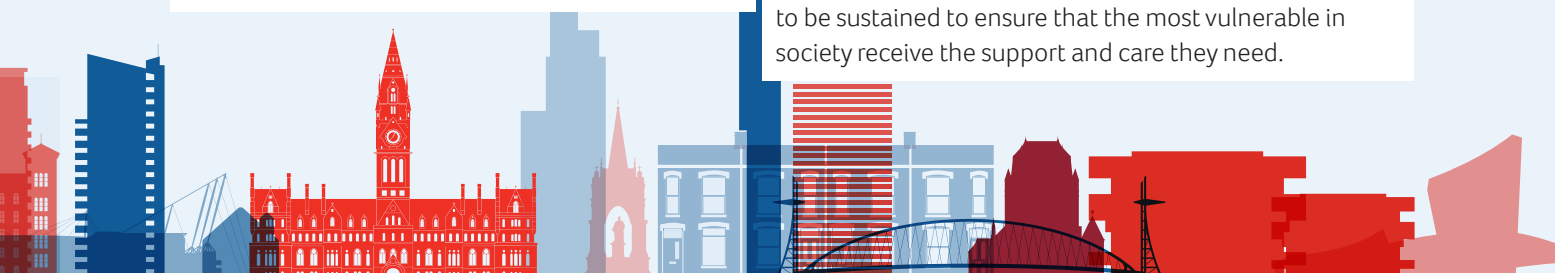 to be sustained to ensure that the most vulnerable in
society receive the support and care they need.